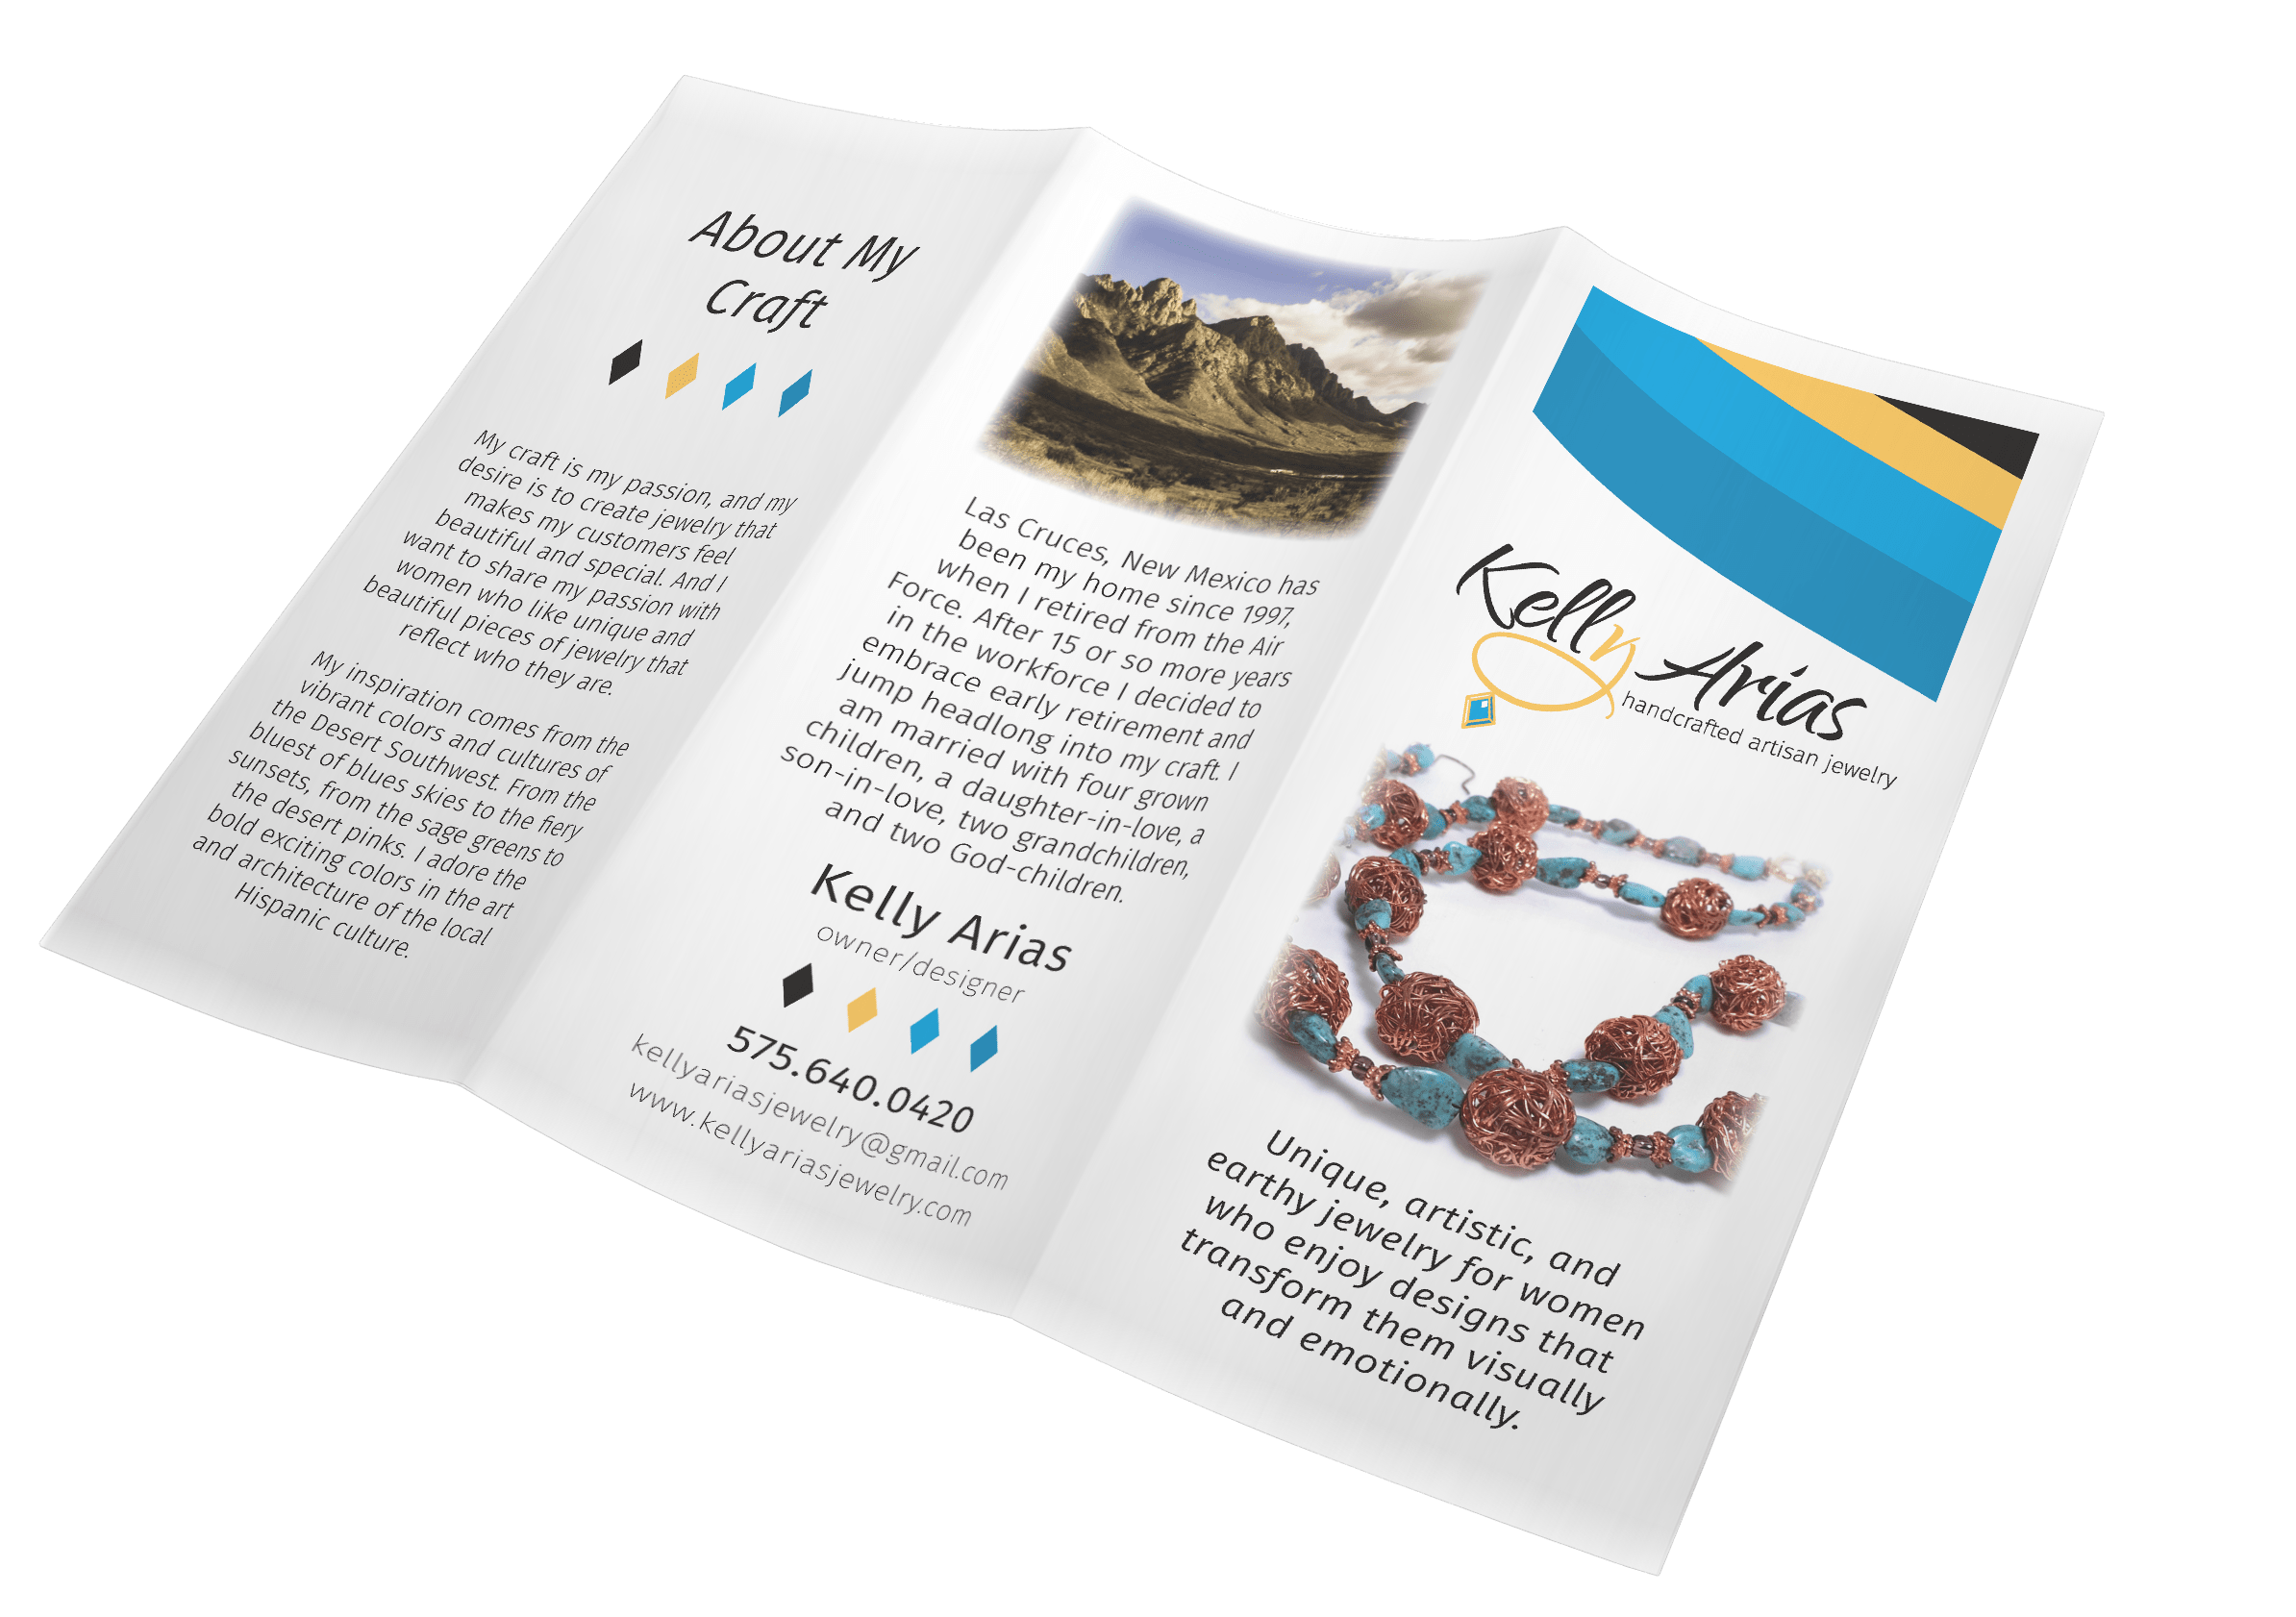 About My
Craft
My craft is my passion, and my
desire is to create jewelry that
makes my customers feel
beautiful and special. And I
want to share my passion with
women who like unique and
beautiful pieces of jewelry that
reflect who they are.
My inspiration comes from the
vibrant colors and cultures of
the Desert Southwest. From the
bluest of blues skies to the fiery
sunsets, from the sage greens to
the desert pinks. I adore the
bold exciting colors in the art
and architecture of the local
Hispanic culture.
Las Cruces, New Mexico has
been my home since 1997,
when I retired from the Air
Force. After 15 or so more years
in the workforce I decided to
embrace early retirement and
jump headlong into my craft. I
am married with four grown
children, a daughter-in-love, a
son-in-love, two grandchildren,
and two God-children.
Kelly Arias
owner/designer
575.640.0420
kellyariasjewelry@gmail.com
www.kellyariasjewelry.com
Kelly Arias
handcrafted artisan jewelry
Unique, artistic, and
earthy jewelry for women
who enjoy designs that
transform them visually
and emotionally.